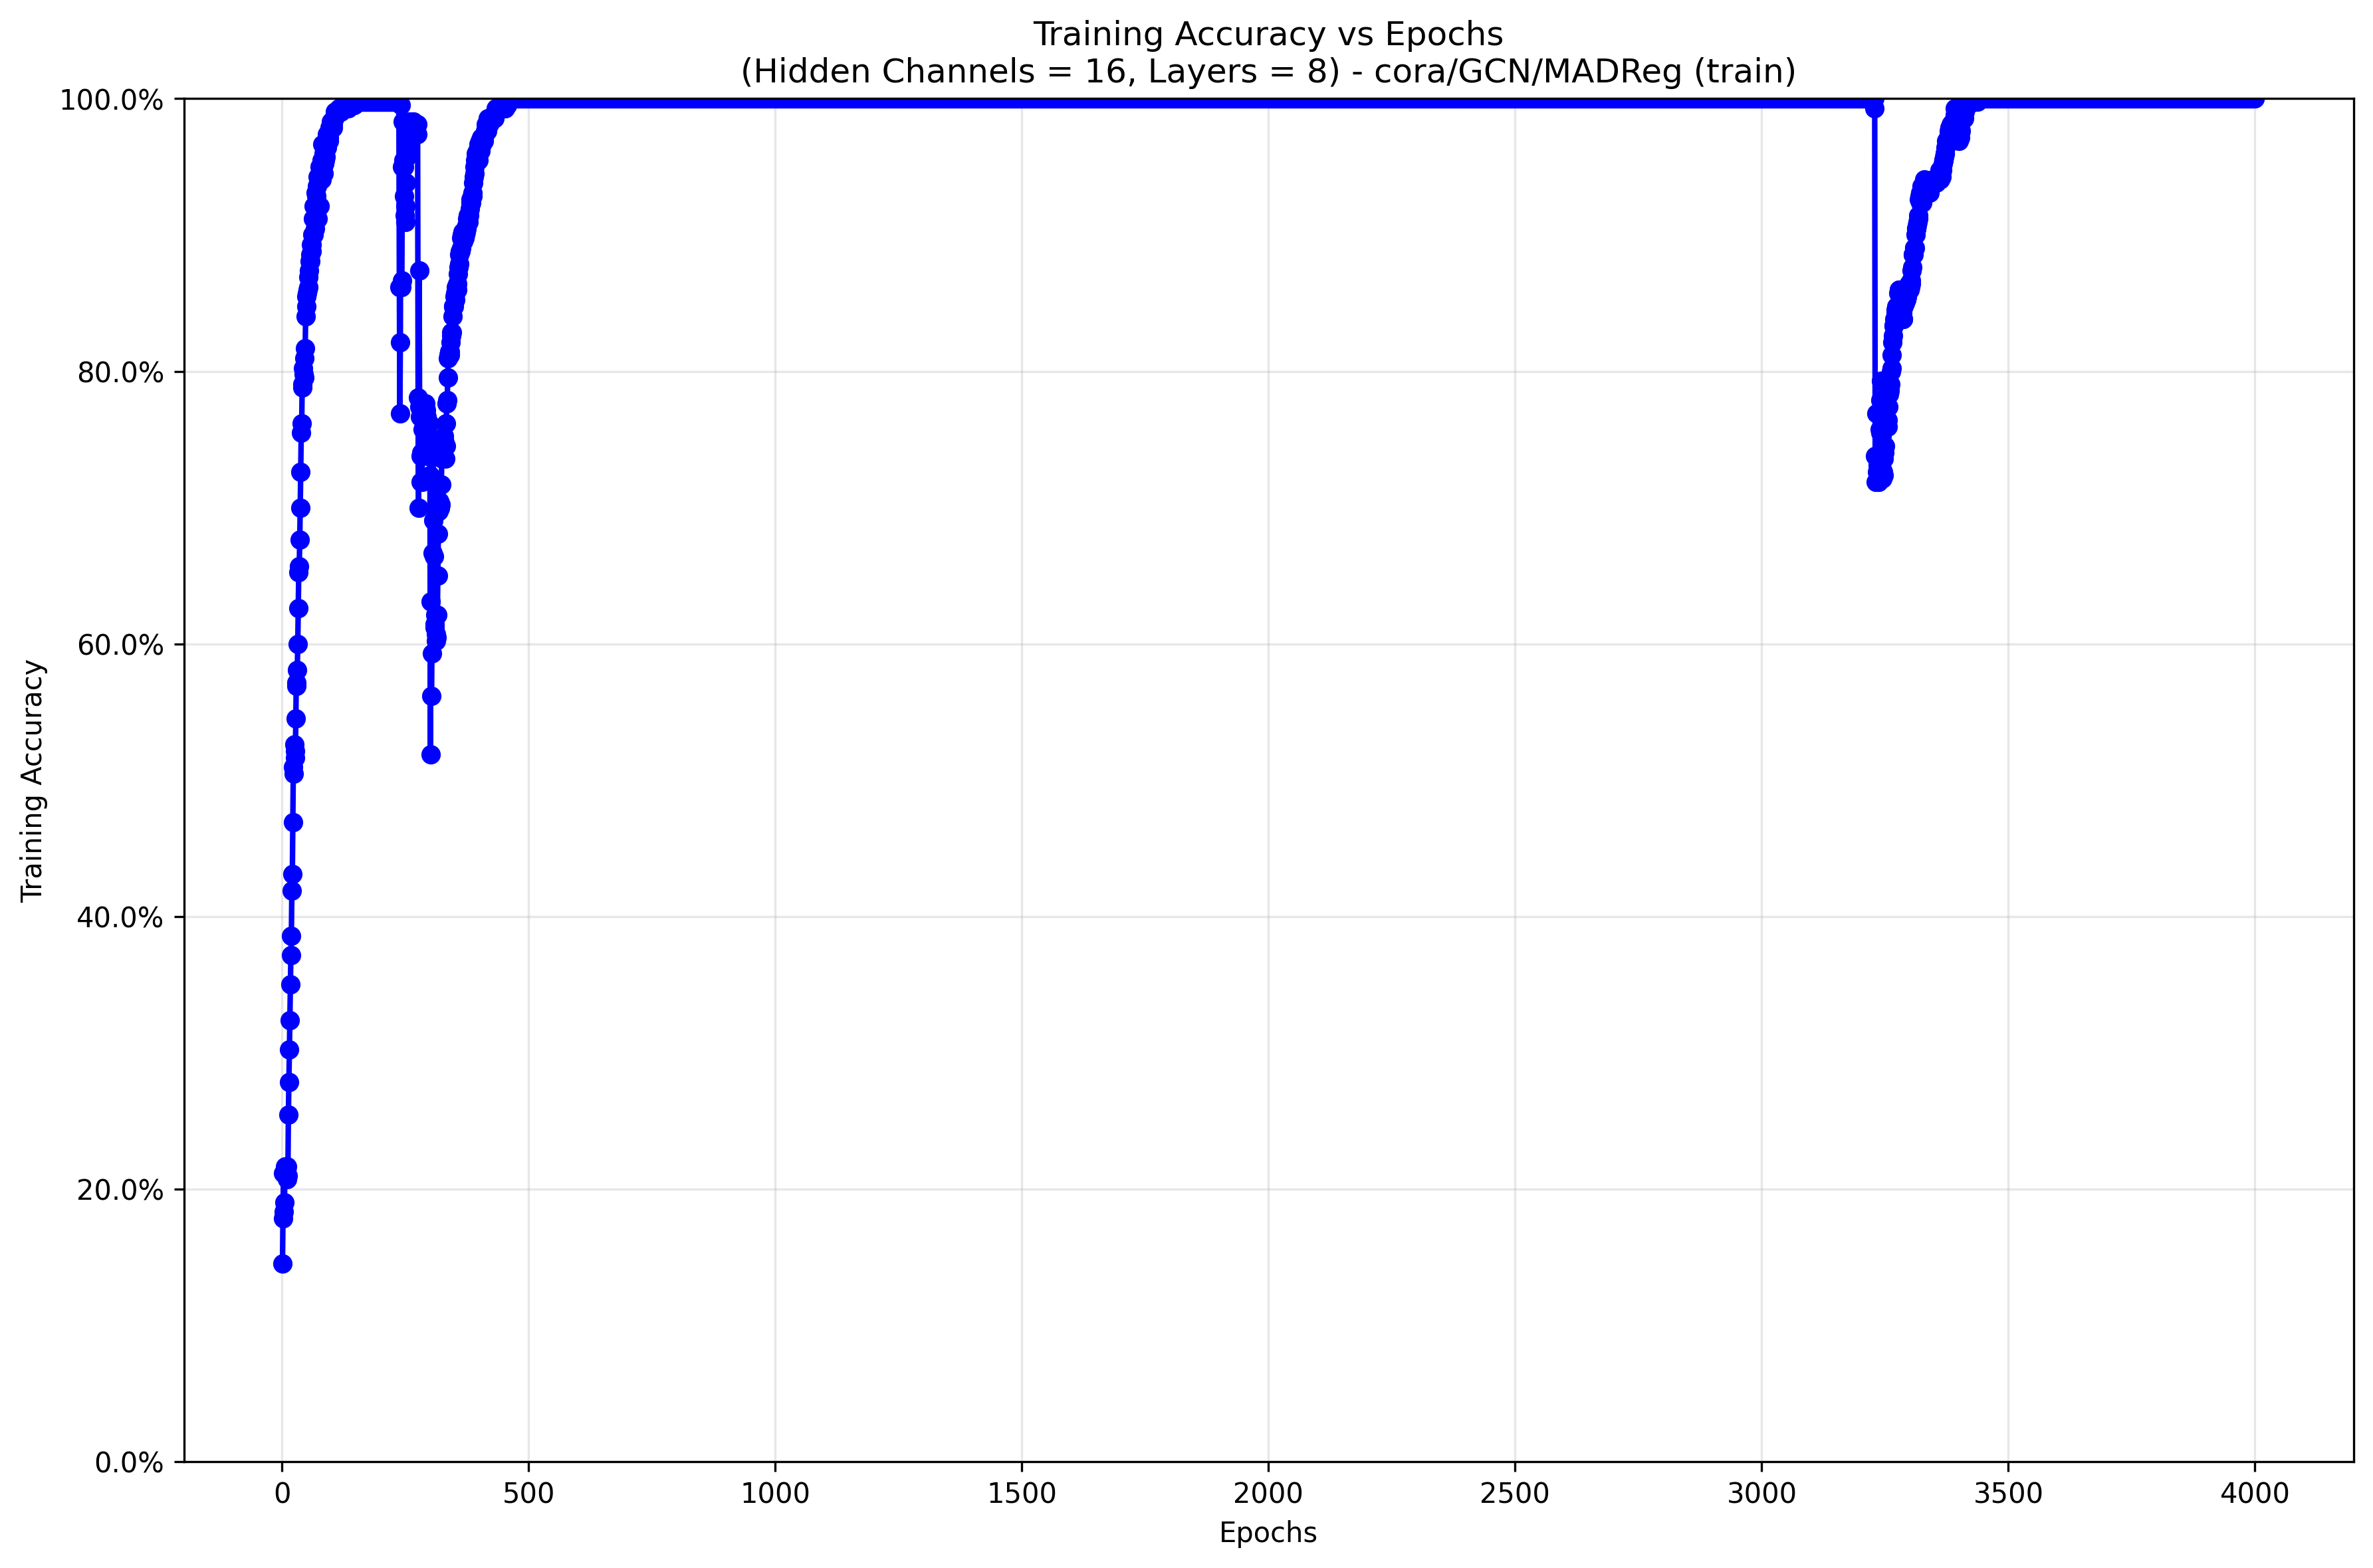 Training Accuracy vs Epochs
(Hidden Channels = 16, Layers = 8) - cora/GCN/MADReg (train)
Training Accuracy
100.0%
80.0%
60.0%
40.0%
20.0%
0.0%
0 500 1000 1500 2000 2500 3000 3500 4000
Epochs